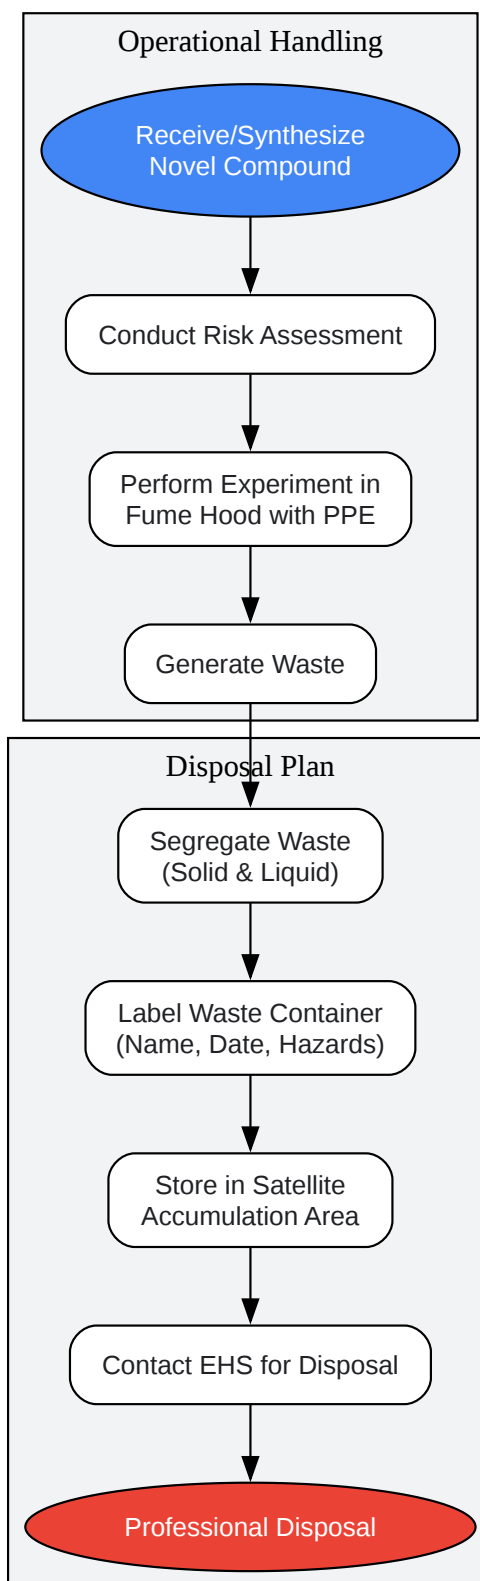 Operational Handling
Receive/Synthesize
Novel Compound
Conduct Risk Assessment
Perform Experiment in
Fume Hood with PPE
Generate Waste
Disposal Plan
Segregate Waste
(Solid & Liquid)
Label Waste Container
(Name, Date, Hazards)
Store in Satellite
Accumulation Area
Contact EHS for Disposal
Professional Disposal